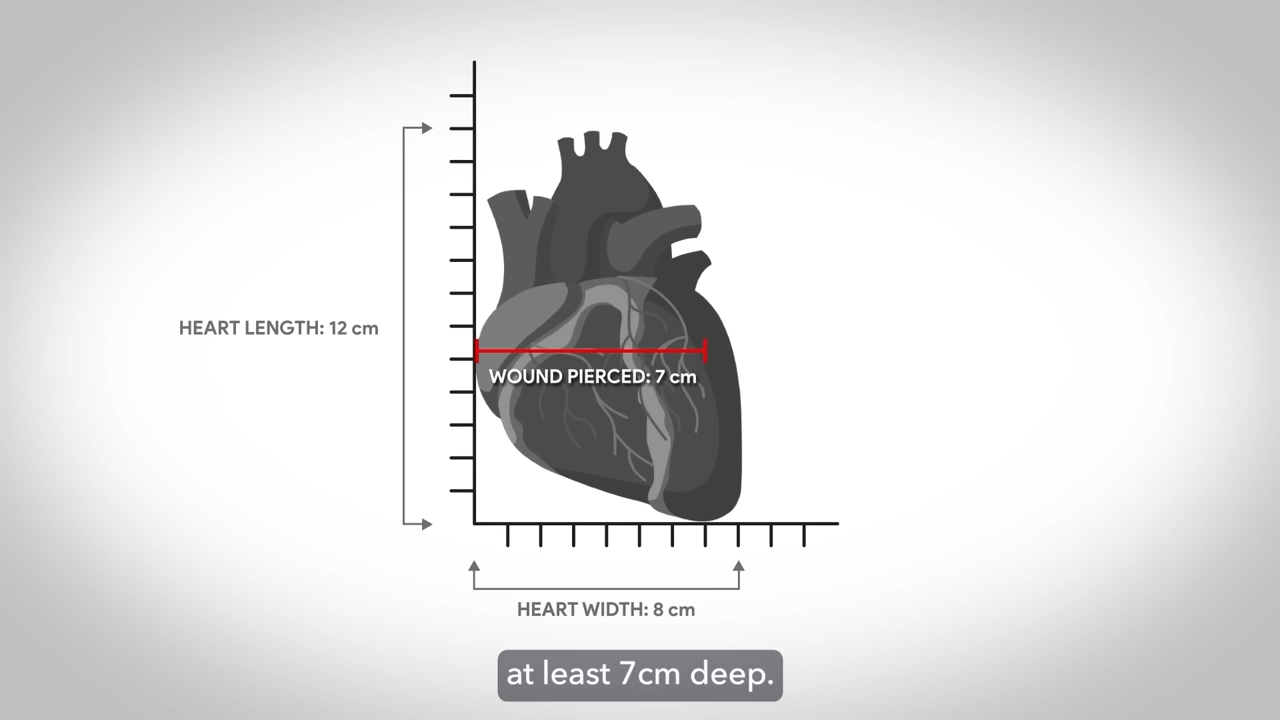 HEART LENGTH: 12 cm
WOUND PIERCED: 7 cm
HEART WIDTH: 8 cm
at least 7cm deep.